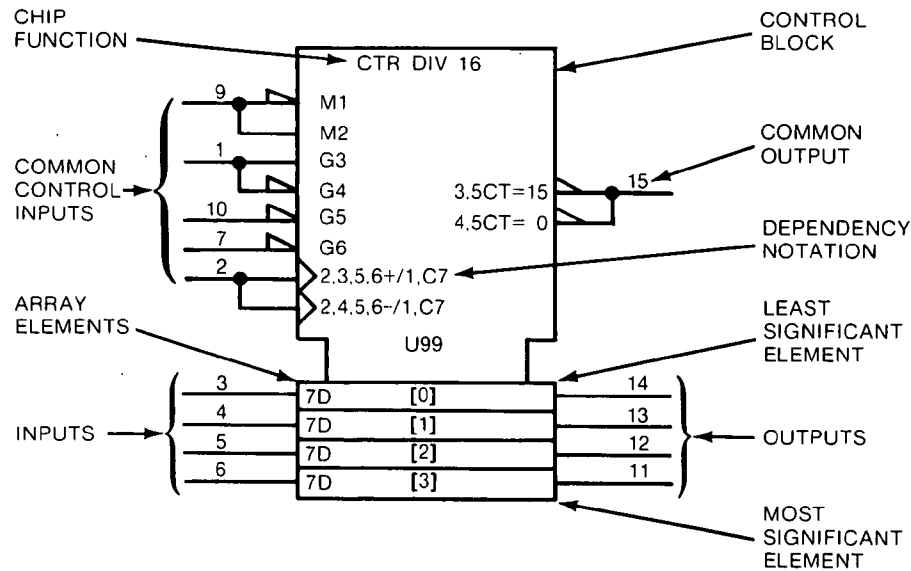 CHIP
FUNCTION
CONTROL
BLOCK
CTR DIV 16
9
M1
M2
1
G3
G4
10
G5
7
G6
2
2,3,5,6+/1,C7
2,4,5,6-/1,C7
COMMON
CONTROL
INPUTS
3.5CT=15
4,5CT= 0
15
COMMON
OUTPUT
DEPENDENCY
NOTATION
ARRAY
ELEMENTS
U99
LEAST
SIGNIFICANT
ELEMENT
INPUTS
3
7D [0]
14
4
7D [1]
13
5
7D [2]
12
6
7D [3]
11
OUTPUTS
MOST
SIGNIFICANT
ELEMENT